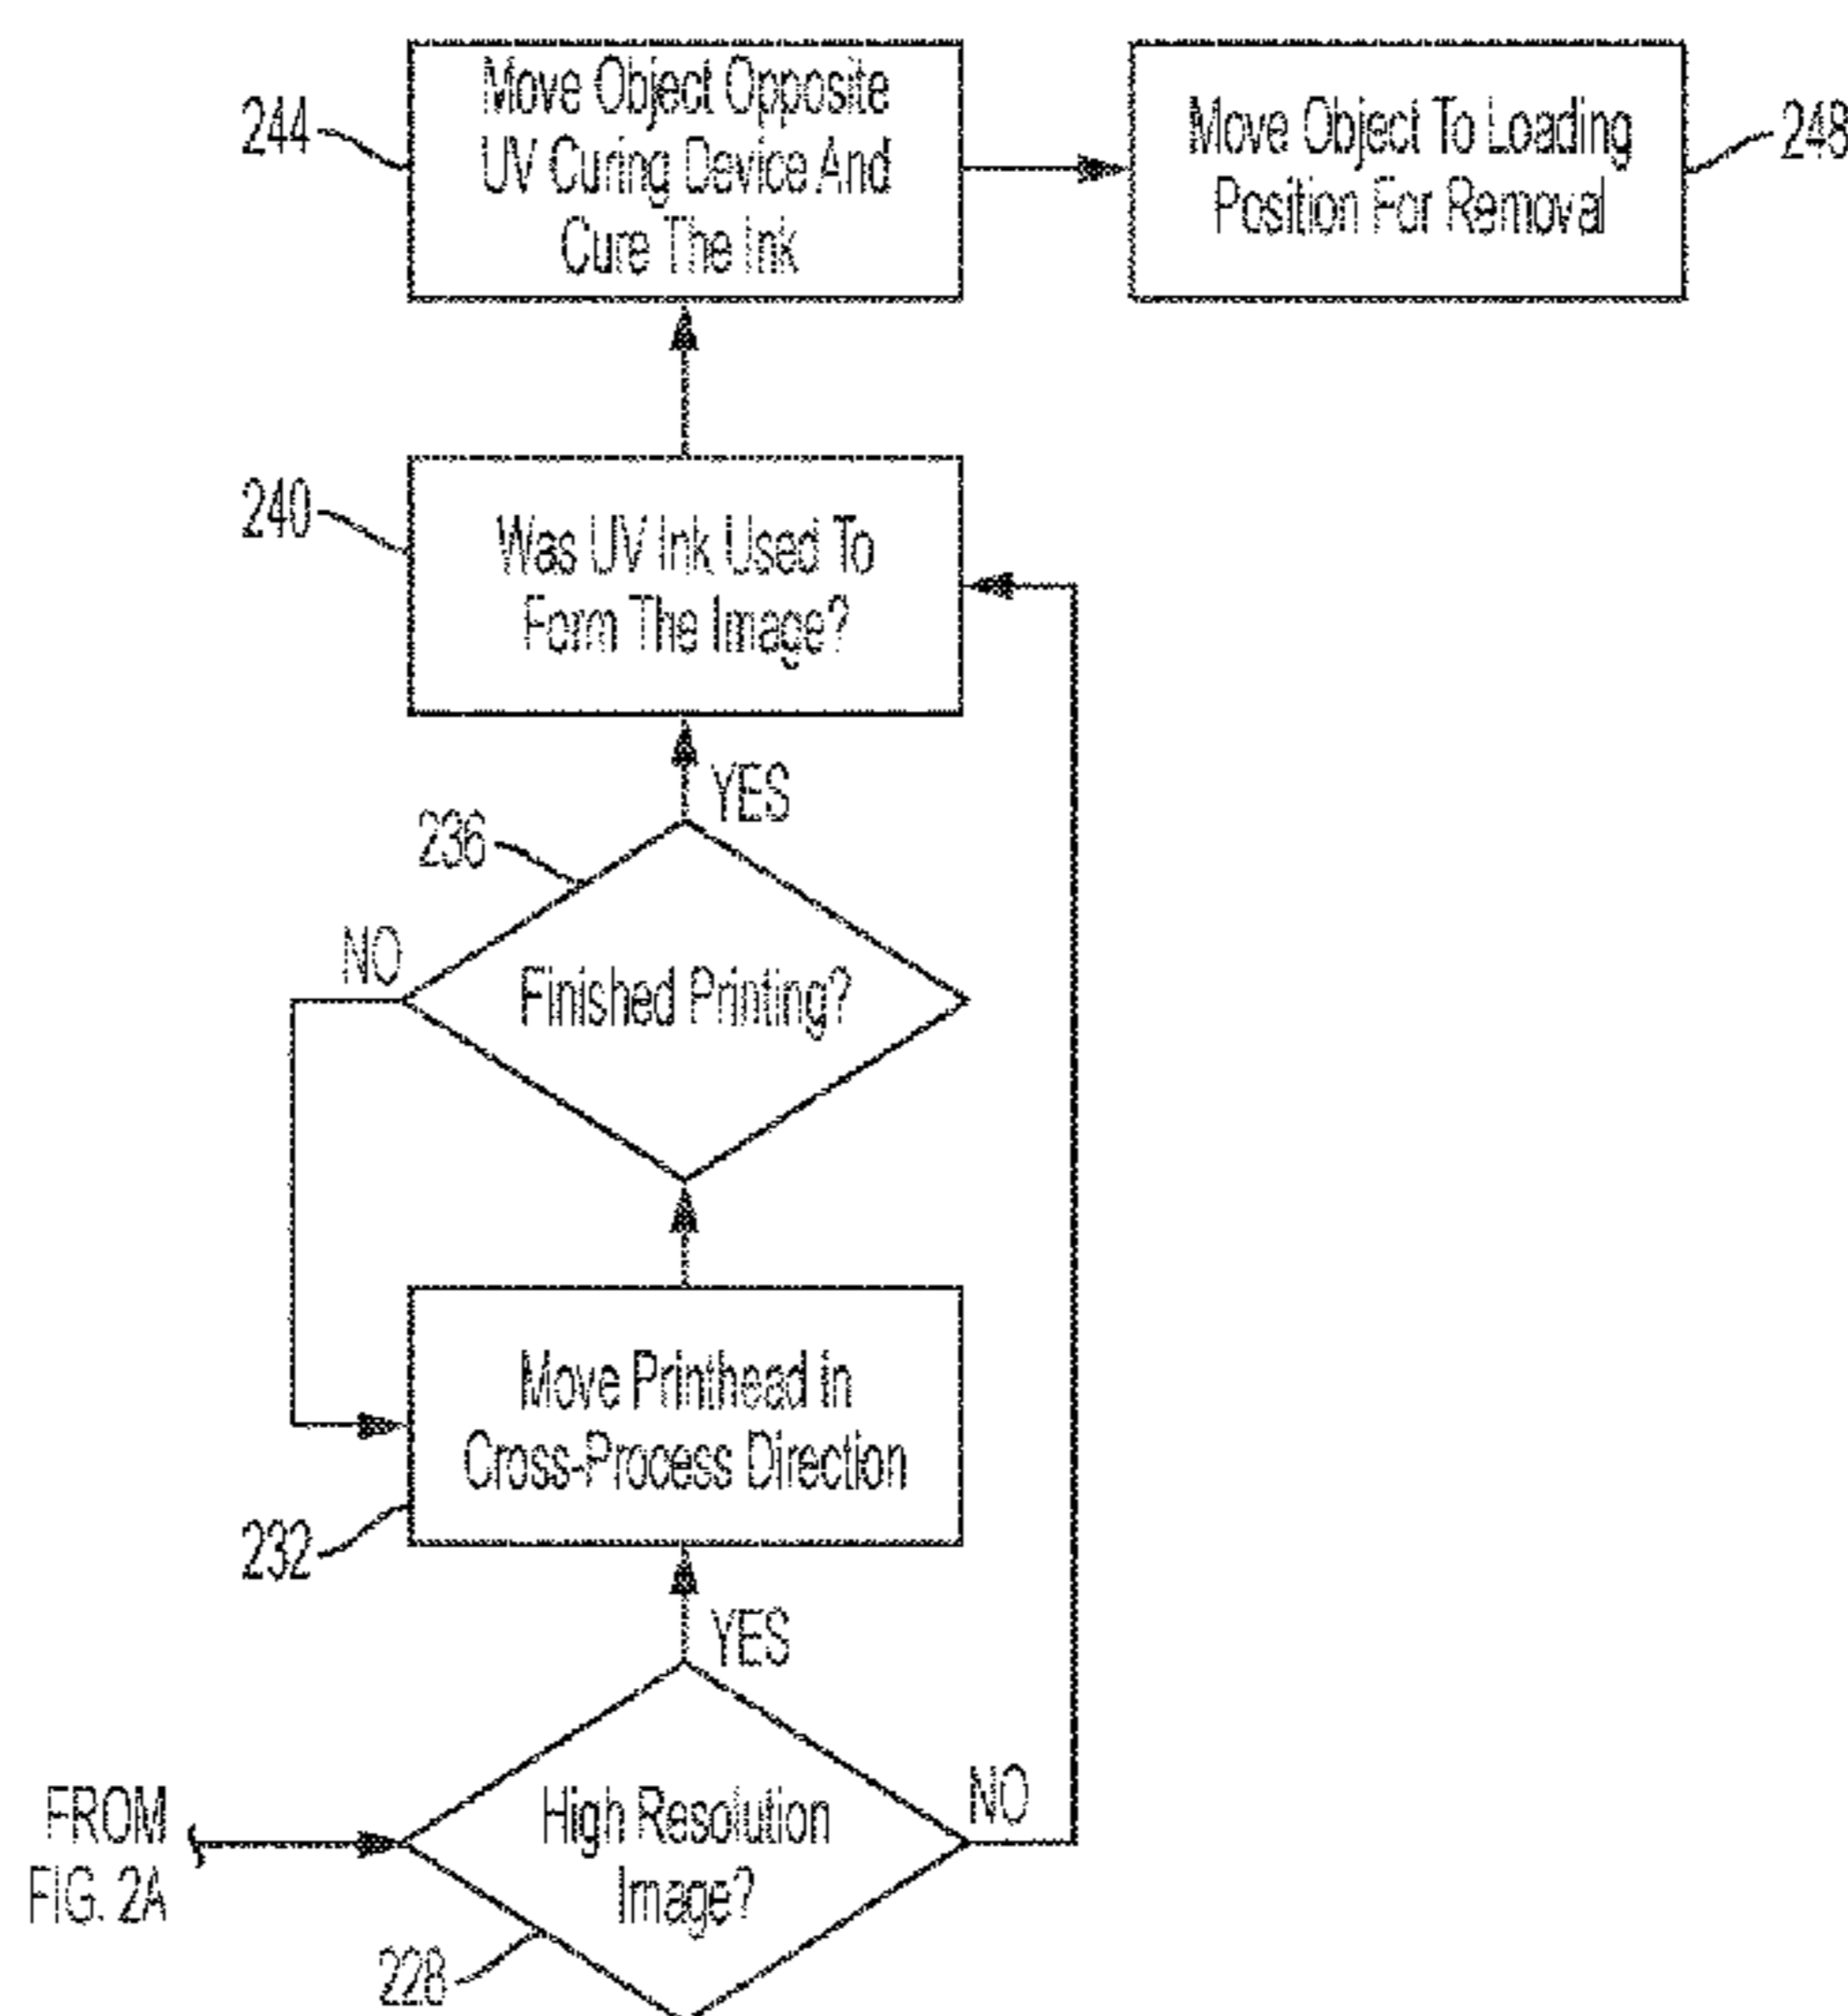 244
Move Object Opposite
UV Curing Device And
Cure The Ink
Move Object To Loading
Position For Removal
248
240
Was UV Ink Used To
Form The Image?
YES
236
NO
Finished Printing?
Move Printhead in
Cross-Process Direction
232
YES
FROM
FIG. 2A
High Resolution
Image?
NO
228